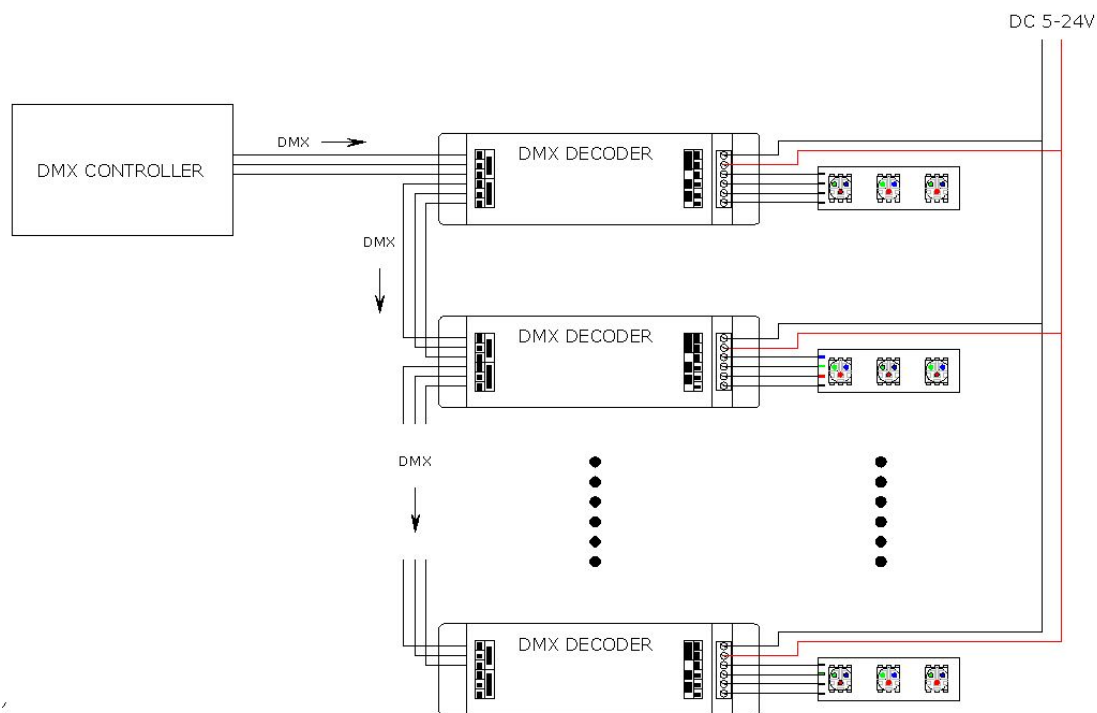 DC 5-24V
DMX CONTROLLER
DMX
DMX DECODER
DMX
DMX DECODER
DMX
DMX DECODER